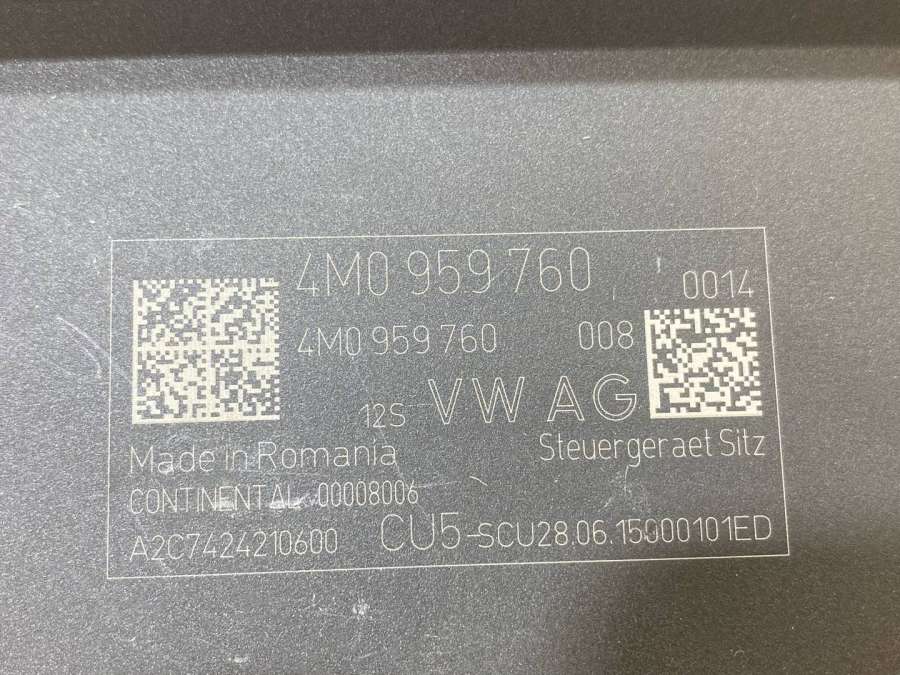 4M0 959 760
0014
4M0 959 760 008
12S VW AG
Made in Romania
Steuergeraet Sitz
CONTINENTAL 00008006
A2C7424210600 CU5-SCU28.06.15000101ED